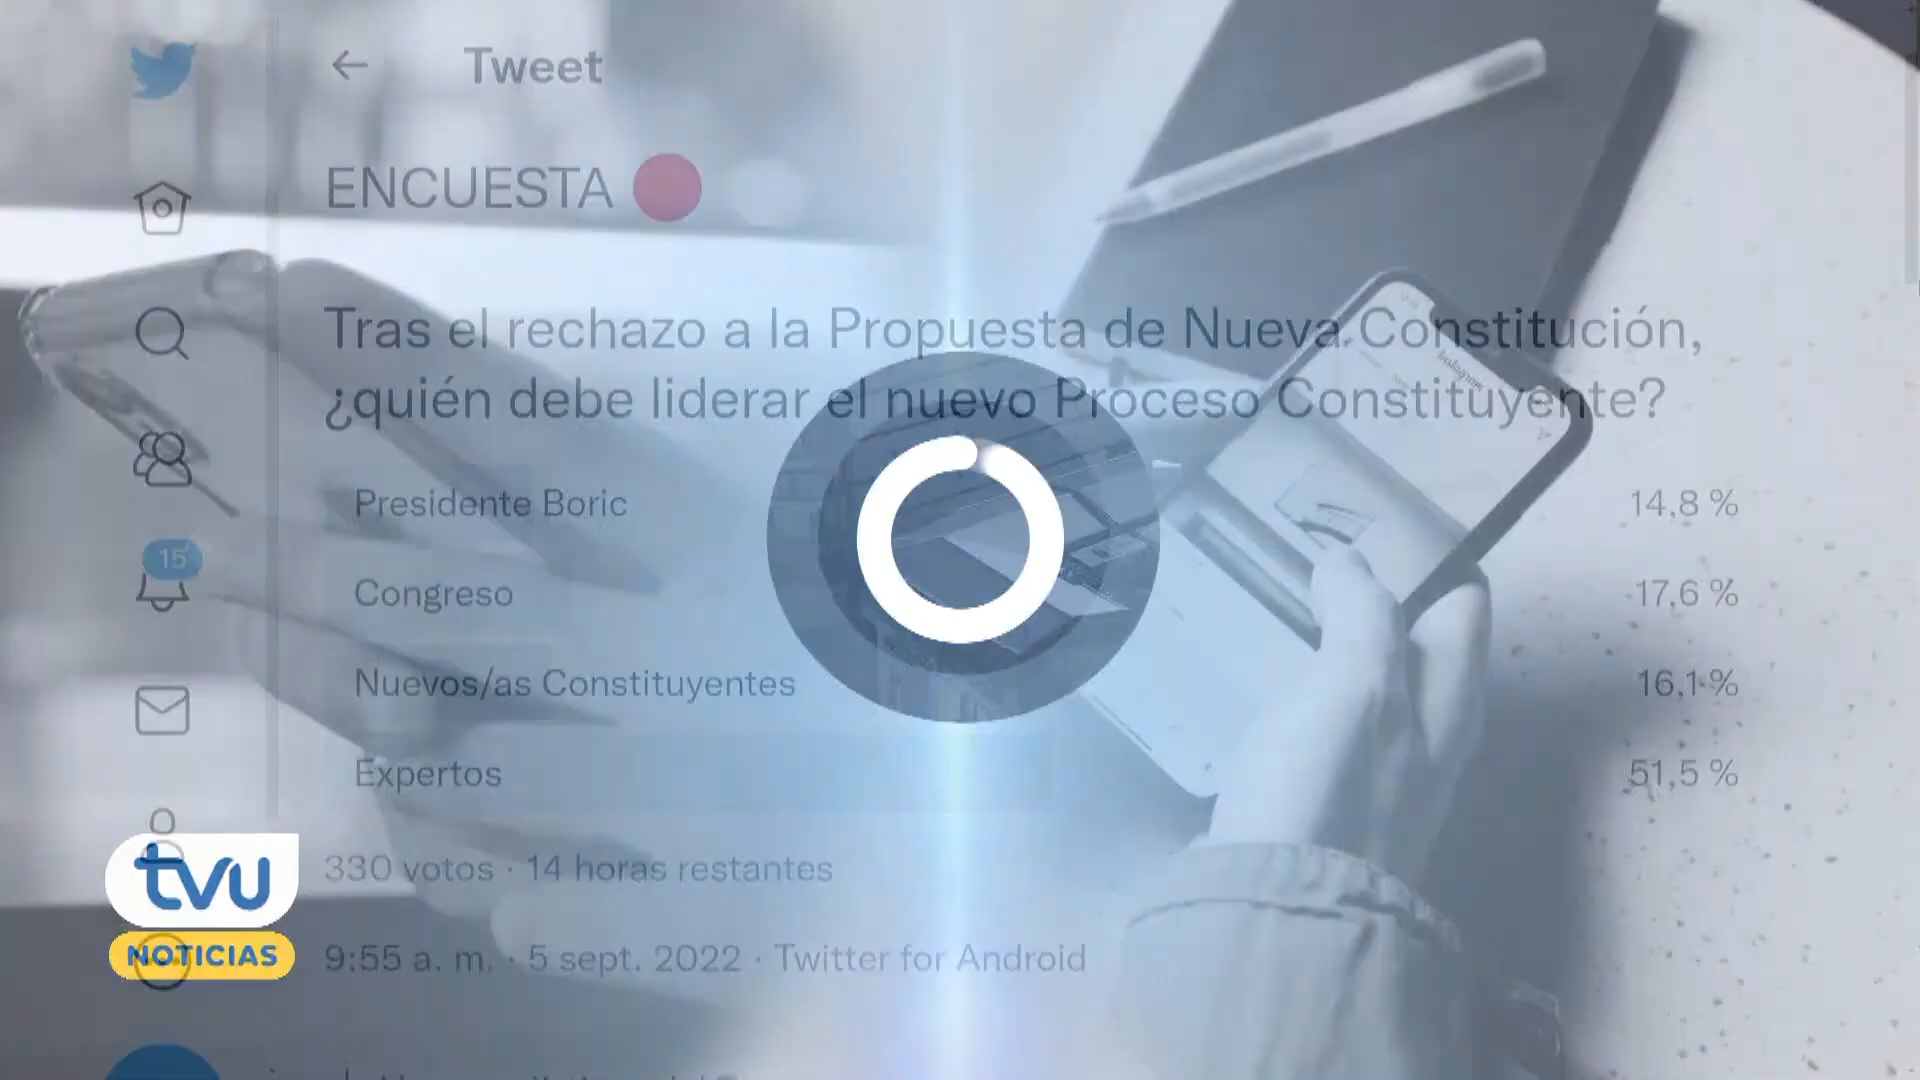 Tweet
ENCUESTA
Tras el rechazo a la Propuesta de Nueva Constitución,
¿quién debe liderar el nuevo Proceso Constituyente?
Presidente Boric 14,8 %
15
Congreso 17,6 %
Nuevos/as Constituyentes 16,1 %
Expertos 51,5 %
330 votos · 14 horas restantes
9:55 a. m. · 5 sept. 2022 · Twitter for Android
Instagram
tvu
NOTICIAS